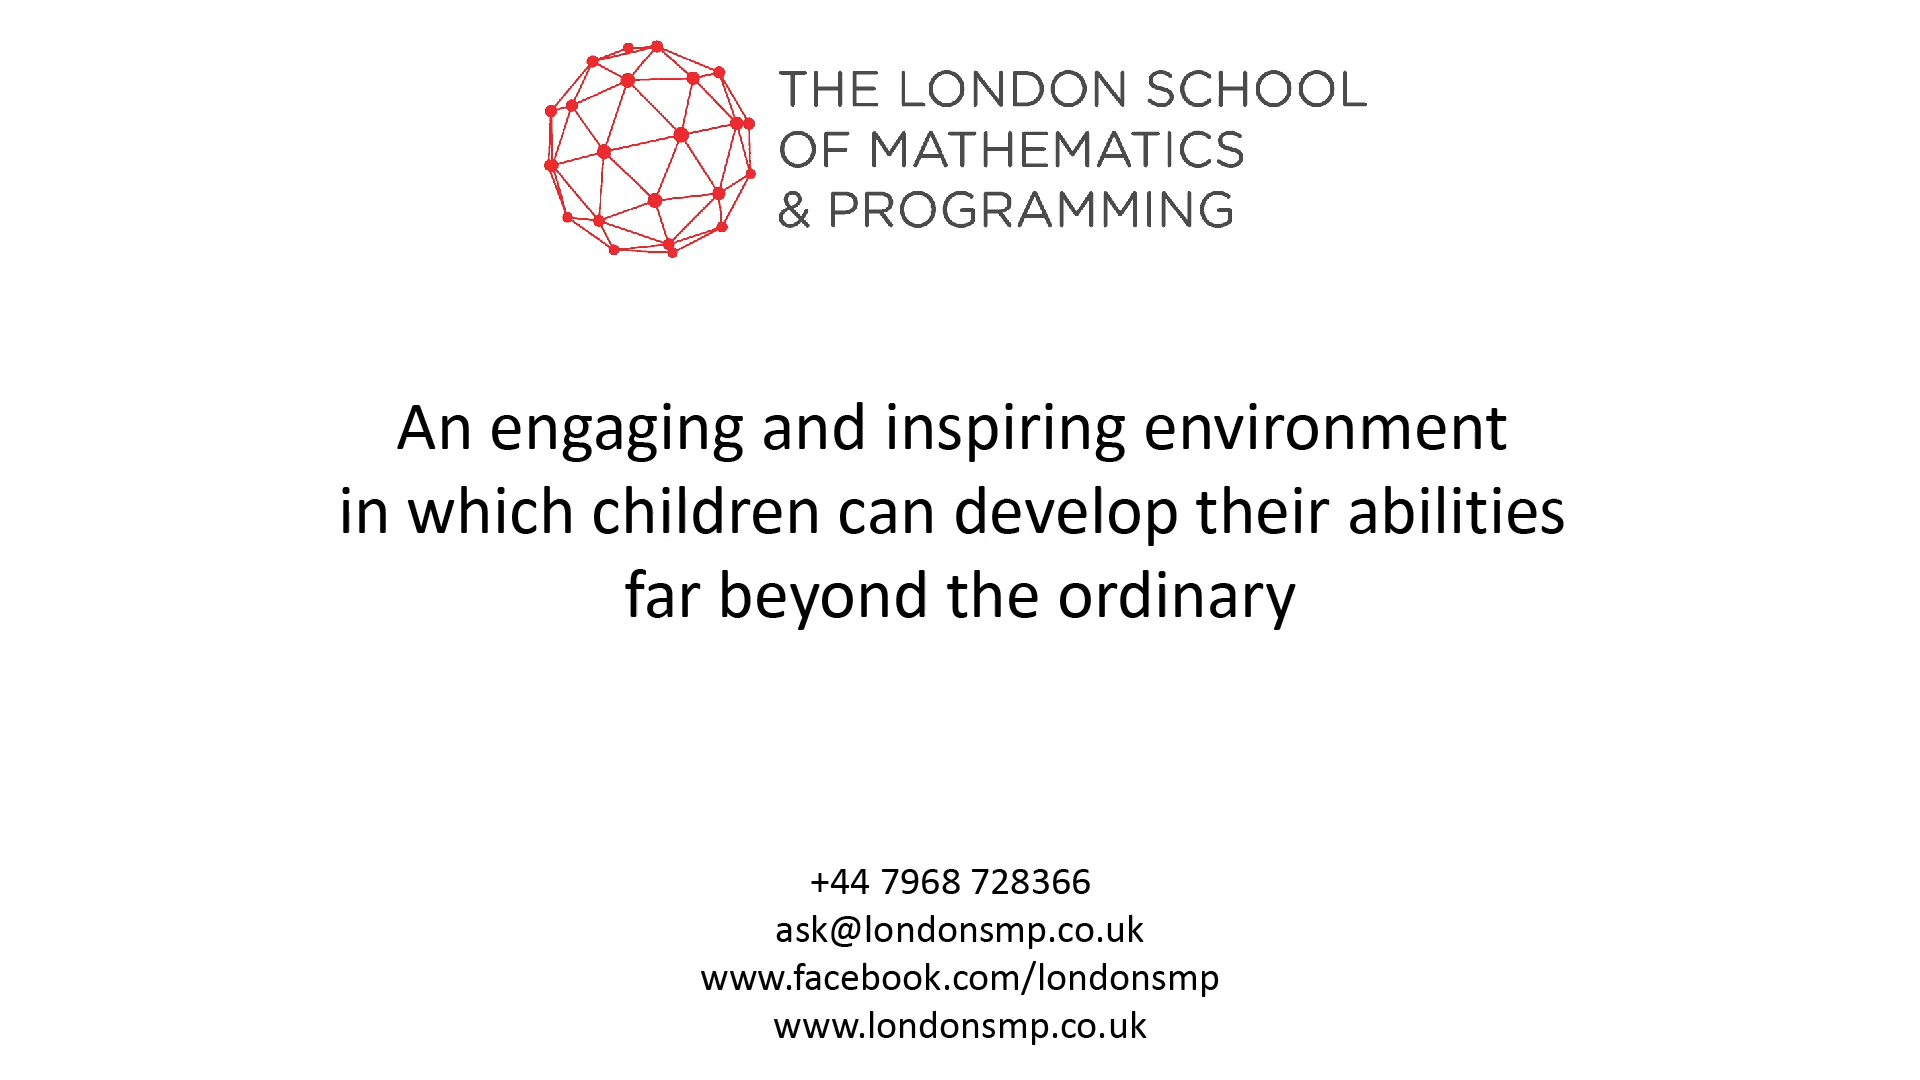 THE LONDON SCHOOL
OF MATHEMATICS
& PROGRAMMING
An engaging and inspiring environment
in which children can develop their abilities
far beyond the ordinary
+44 7968 728366
ask@londonsmp.co.uk
www.facebook.com/londonsmp
www.londonsmp.co.uk